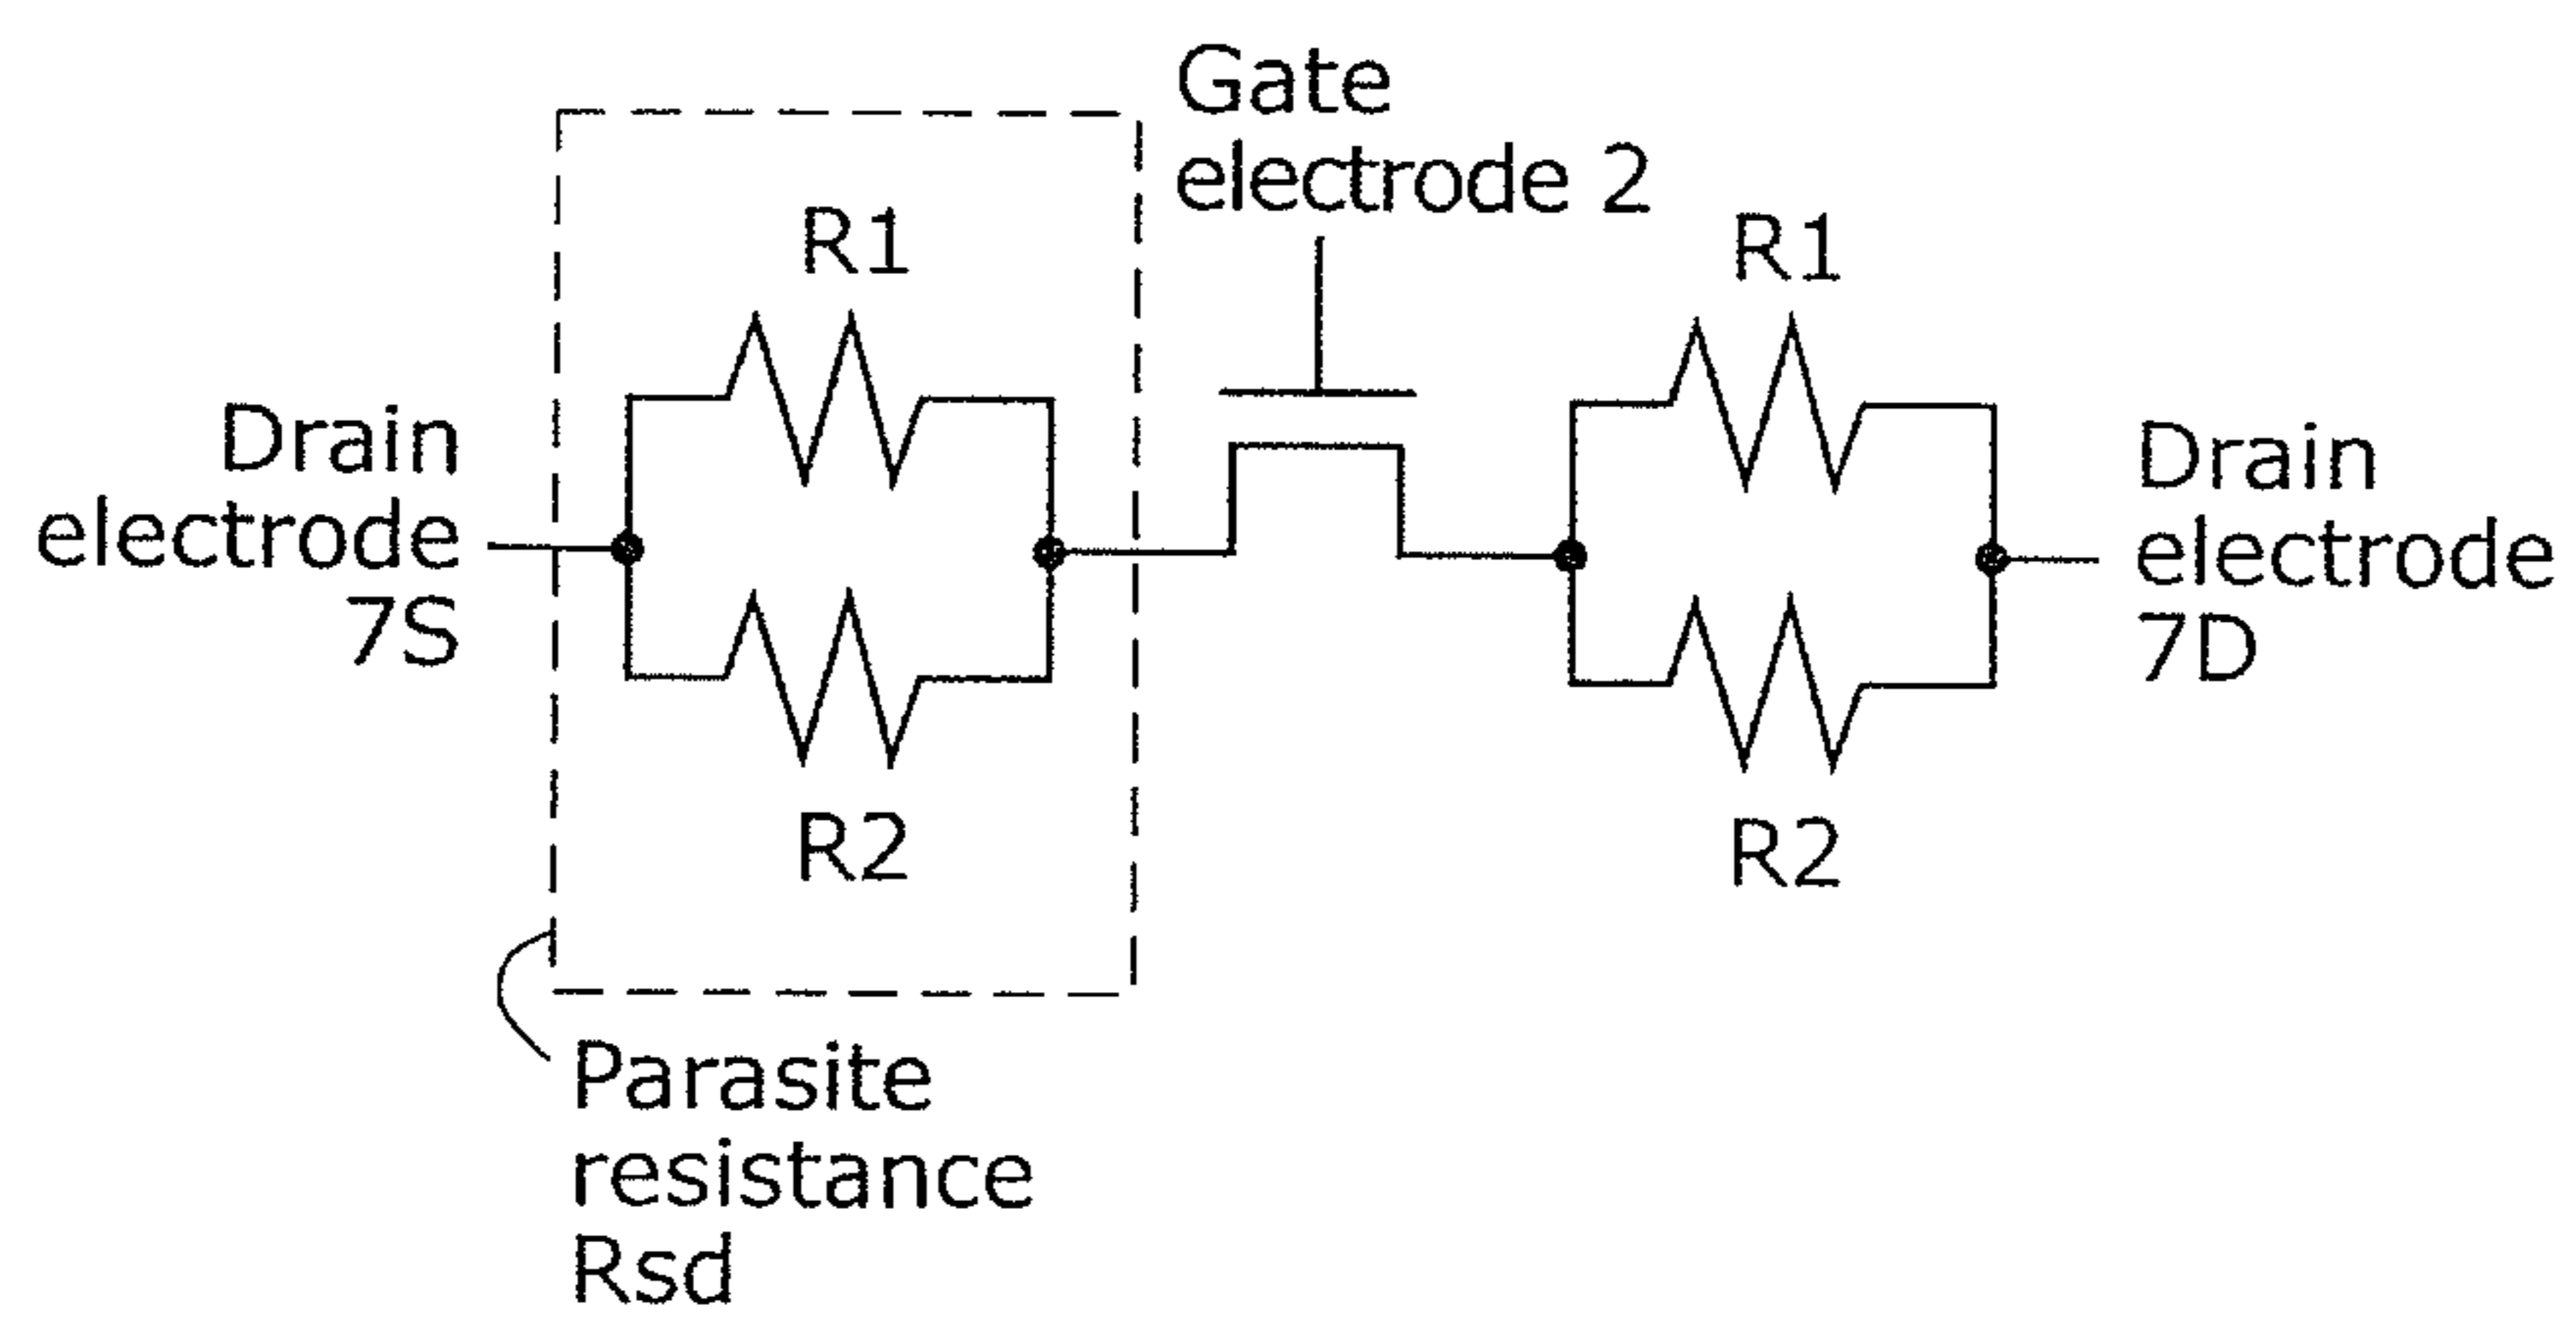 Gate
electrode 2
R1
R1
Drain
electrode
7S
Drain
electrode
7D
R2
R2
Parasite
resistance
Rsd